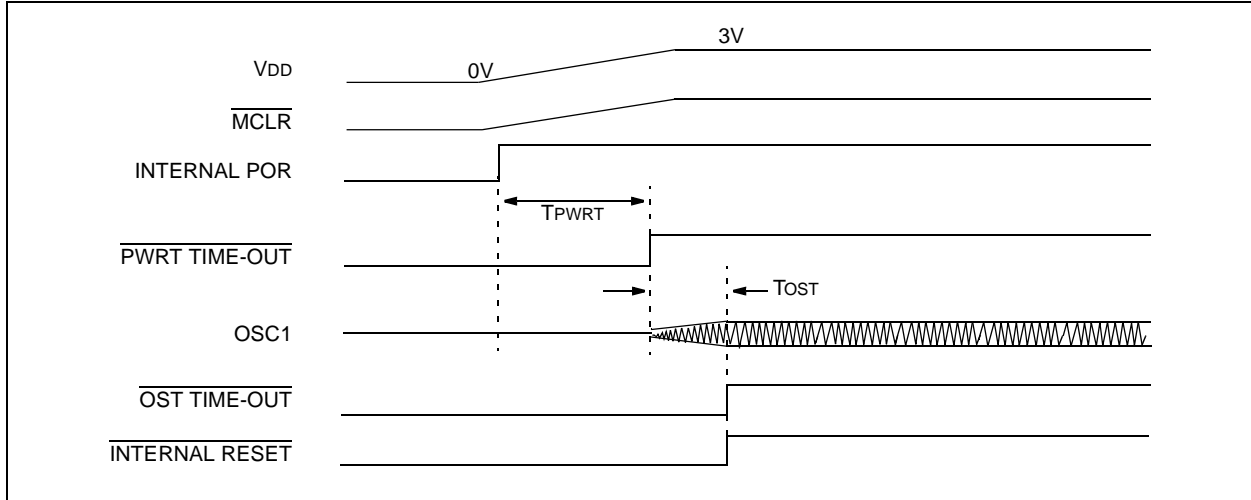 3V
VDD
0V
MCLR
INTERNAL POR
TPWRT
PWRT TIME-OUT
TOST
OSC1
OST TIME-OUT
INTERNAL RESET